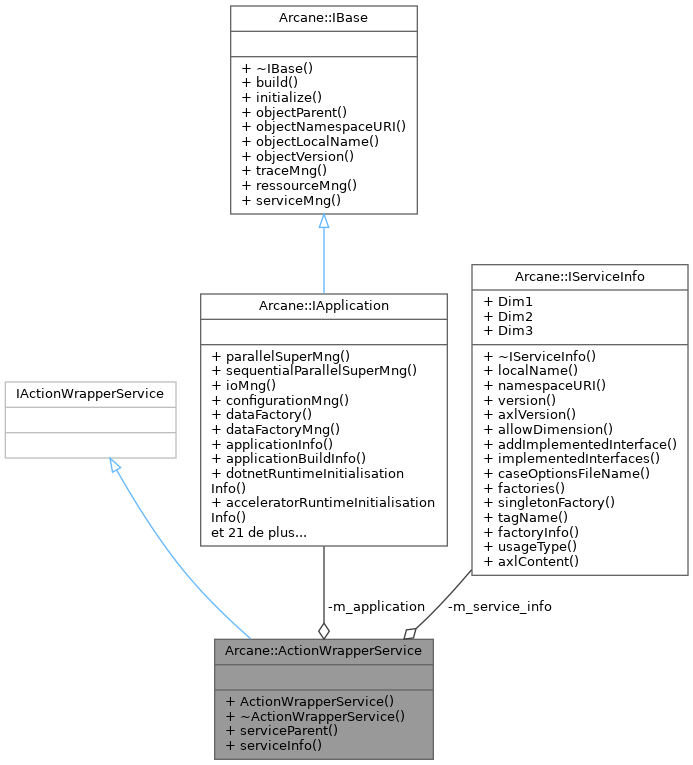 Arcane::IBase
+ ~IBase()
+ build()
+ initialize()
+ objectParent()
+ objectNamespaceURI()
+ objectLocalName()
+ objectVersion()
+ traceMng()
+ ressourceMng()
+ serviceMng()
Arcane::IApplication
+ parallelSuperMng()
+ sequentialParallelSuperMng()
+ ioMng()
+ configurationMng()
+ dataFactory()
+ dataFactoryMng()
+ applicationInfo()
+ applicationBuildInfo()
+ dotnetRuntimeInitialisation
Info()
+ acceleratorRuntimeInitialisation
Info()
et 21 de plus...
Arcane::IServiceInfo
+ Dim1
+ Dim2
+ Dim3
+ ~IServiceInfo()
+ localName()
+ namespaceURI()
+ version()
+ axlVersion()
+ allowDimension()
+ addImplementedInterface()
+ implementedInterfaces()
+ caseOptionsFileName()
+ factories()
+ singletonFactory()
+ tagName()
+ factoryInfo()
+ usageType()
+ axlContent()
IActionWrapperService
-m_application
-m_service_info
Arcane::ActionWrapperService
+ ActionWrapperService()
+ ~ActionWrapperService()
+ serviceParent()
+ serviceInfo()